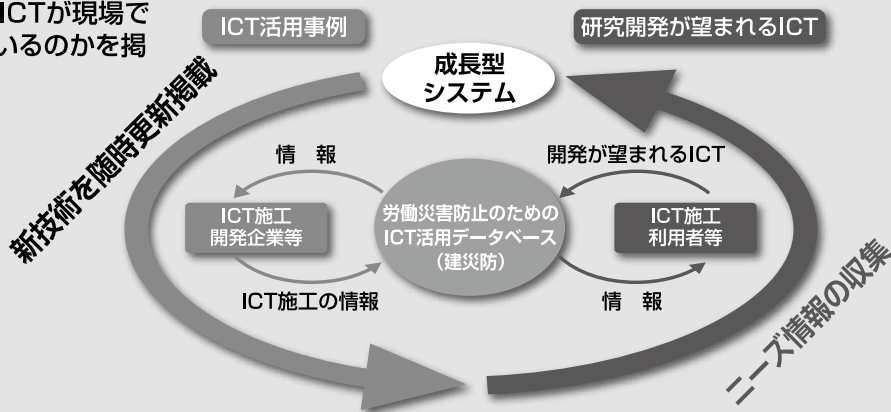 ICTが現場で
いるのかを掲
ICT活用事例
研究開発が望まれるICT
成長型
システム
新技術を随時更新掲載
情 報
開発が望まれるICT
ICT施工
開発企業等
労働災害防止のための
ICT活用データベース
（建災防）
ICT施工
利用者等
ICT施工の情報
情 報
ニーズ情報の収集